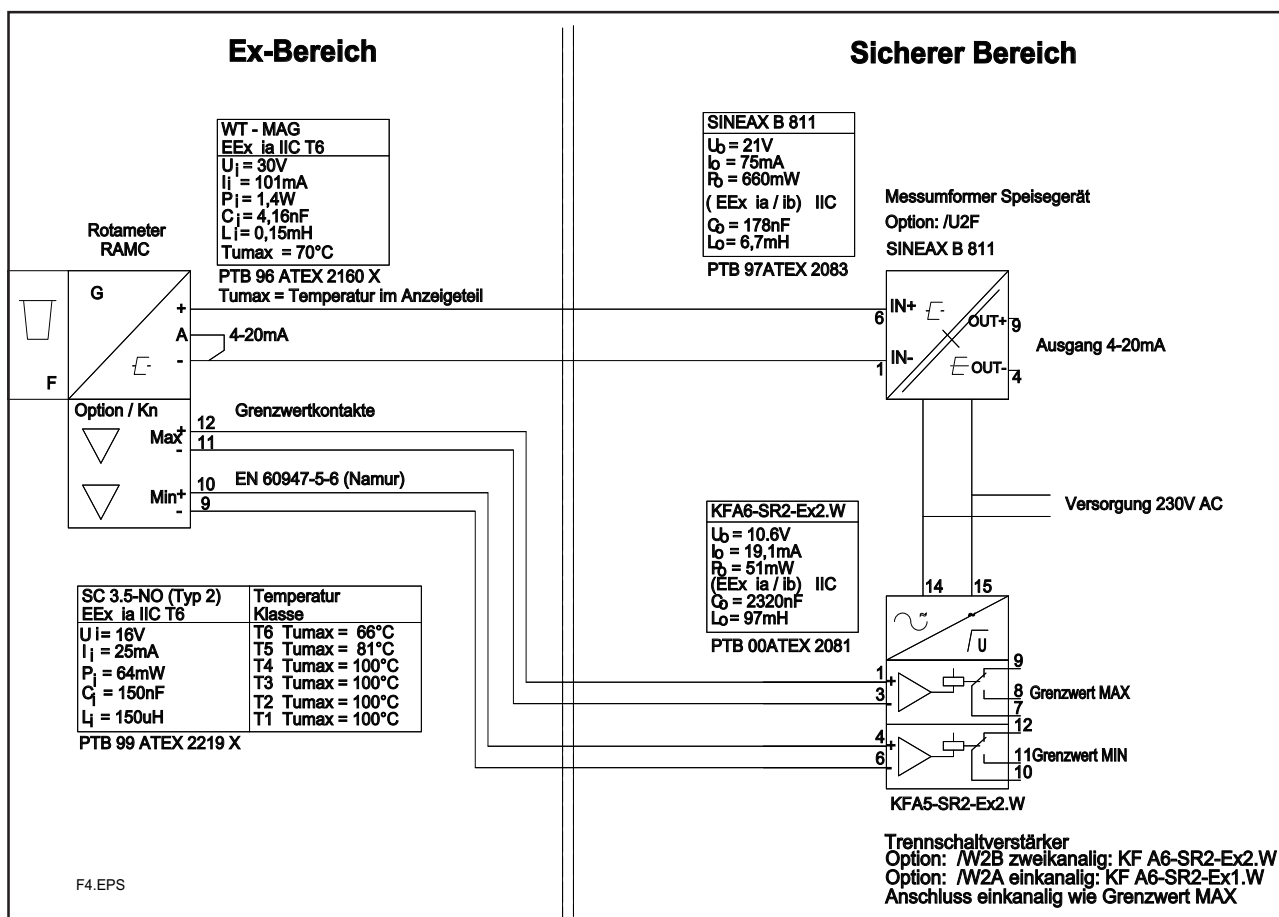 Ex-Bereich
Sicherer Bereich
WT - MAG
EEx ia IIC T6
Ui = 30V
Ii = 101mA
Pi = 1,4W
Ci = 4,16nF
Li = 0,15mH
Tumax = 70°C
PTB 96 ATEX 2160 X
Tumax = Temperatur im Anzeigeteil
SINEAX B 811
Uo = 21V
Io = 75mA
Po = 660mW
( EEx ia / ib) IIC
Co = 178nF
Lo = 6,7mH
PTB 97ATEX 2083
Messumformer Speisegerät
Option: /U2F
SINEAX B 811
Rotameter
RAMC
G
F
+
A
-
4-20mA
6
IN+
1
IN-
OUT+
9
OUT-
4
Ausgang 4-20mA
Option / Kn
Grenzwertkontakte
Max
+
-
12
11
Min
+
-
10
9
EN 60947-5-6 (Namur)
Versorgung 230V AC
KFA6-SR2-Ex2.W
Uo = 10.6V
Io = 19,1mA
Po = 51mW
(EEx ia / ib) IIC
Co = 2320nF
Lo = 97mH
PTB 00ATEX 2081
14
15
U
SC 3.5-NO (Typ 2)
EEx ia IIC T6
Ui = 16V
Ii = 25mA
Pi = 64mW
Ci = 150nF
Li = 150uH
Temperatur
Klasse
T6 Tumax = 66°C
T5 Tumax = 81°C
T4 Tumax = 100°C
T3 Tumax = 100°C
T2 Tumax = 100°C
T1 Tumax = 100°C
PTB 99 ATEX 2219 X
1
+
3
-
9
8
7
Grenzwert MAX
4
+
6
-
12
11
10
Grenzwert MIN
KFA5-SR2-Ex2.W
Trennschaltverstärker
Option: /W2B zweikanalig: KF A6-SR2-Ex2.W
Option: /W2A einkanalig: KF A6-SR2-Ex1.W
Anschluss einkanalig wie Grenzwert MAX
F4.EPS